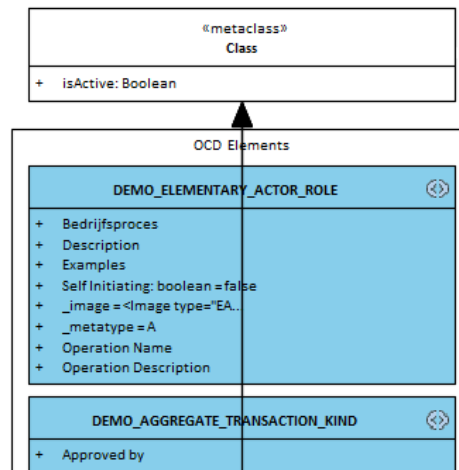 «metaclass»
Class
+ isActive: Boolean
OCD Elements
DEMO_ELEMENTARY_ACTOR_ROLE
+ Bedrijfsproces
+ Description
+ Examples
+ Self Initiating: boolean = false
+ _image = <Image type="EA...
+ _metatype = A
+ Operation Name
+ Operation Description
DEMO_AGGREGATE_TRANSACTION_KIND
+ Approved by